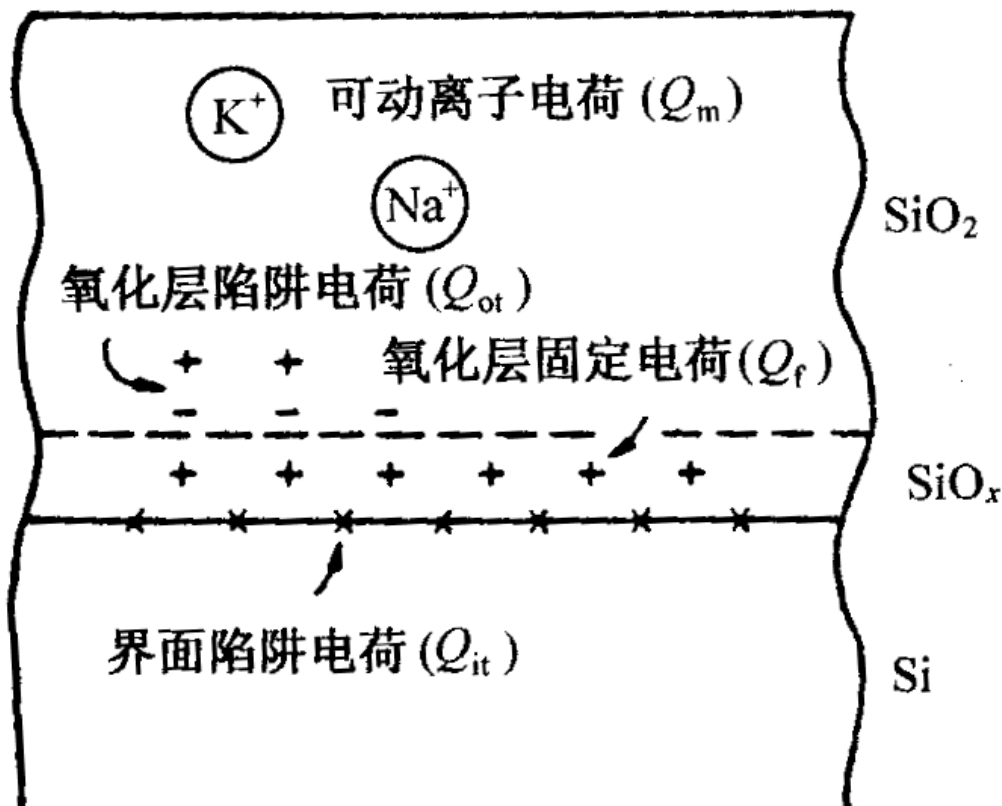 K⁺ 可动离子电荷 (Qm)
Na⁺
SiO₂
氧化层陷阱电荷 (Qot)
+ + 氧化层固定电荷 (Qf)
− − −
+ + + + + +
SiOx
× × × × × × ×
界面陷阱电荷 (Qit)
Si